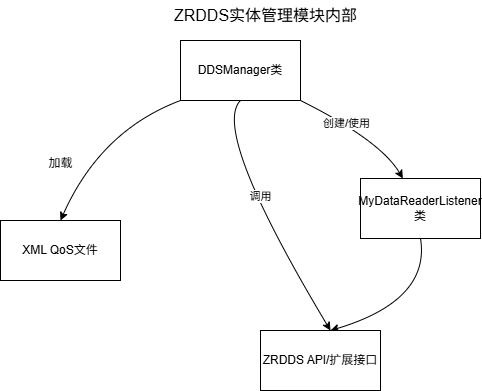 ZRDDS实体管理模块内部
DDSManager类
创建/使用
加载
调用
MyDataReaderListener
类
XML QoS文件
ZRDDS API/扩展接口